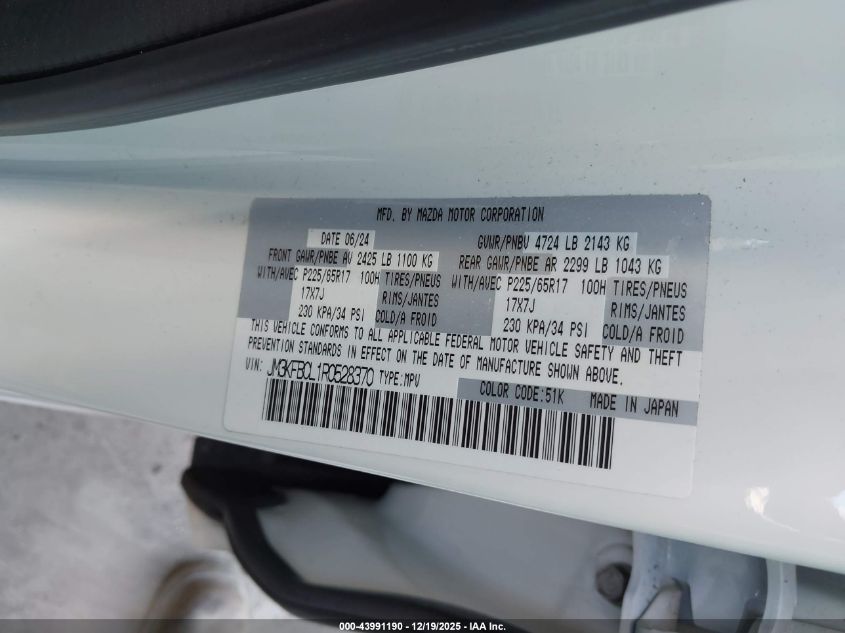 MFD. BY MAZDA MOTOR CORPORATION
DATE 06/24 GVWR/PNBV 4724 LB 2143 KG
FRONT GAWR/PNBE AV 2425 LB 1100 KG REAR GAWR/PNBE AR 2299 LB 1043 KG
WITH/AVEC P225/65R17 100H TIRES/PNEUS WITH/AVEC P225/65R17 100H TIRES/PNEUS
17X7J RIMS/JANTES 17X7J RIMS/JANTES
230 KPA/34 PSI COLD/A FROID 230 KPA/34 PSI COLD/A FROID
THIS VEHICLE CONFORMS TO ALL APPLICABLE FEDERAL MOTOR VEHICLE SAFETY AND THEFT
PREVENTION STANDARDS IN EFFECT ON THE DATE OF MANUFACTURE SHOWN ABOVE.
VIN: JM3KFBCL1R0528370 TYPE:MPV
COLOR CODE:51K MADE IN JAPAN
000-43991190 - 12/19/2025 - IAA Inc.